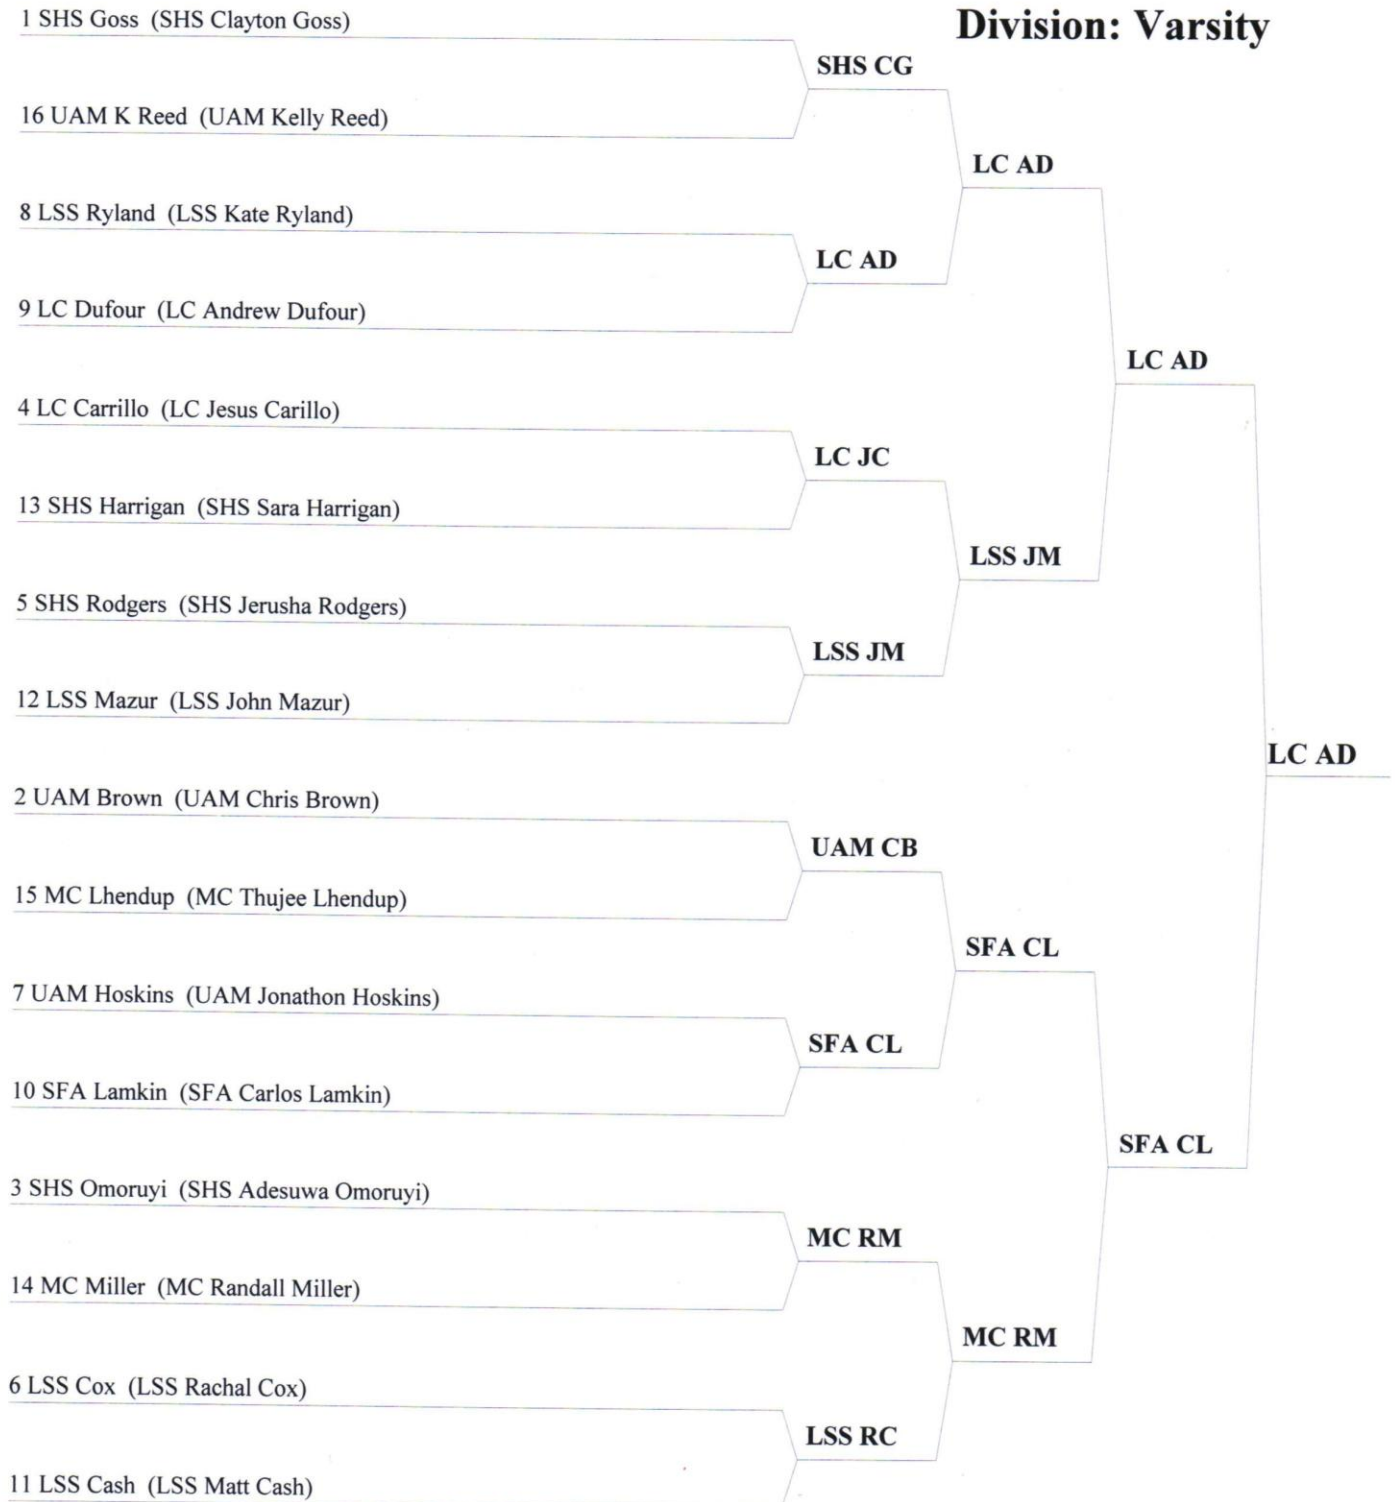 Division: Varsity
1 SHS Goss (SHS Clayton Goss)
SHS CG
16 UAM K Reed (UAM Kelly Reed)
LC AD
8 LSS Ryland (LSS Kate Ryland)
LC AD
9 LC Dufour (LC Andrew Dufour)
LC AD
4 LC Carrillo (LC Jesus Carillo)
LC JC
13 SHS Harrigan (SHS Sara Harrigan)
LSS JM
5 SHS Rodgers (SHS Jerusha Rodgers)
LSS JM
12 LSS Mazur (LSS John Mazur)
LC AD
2 UAM Brown (UAM Chris Brown)
UAM CB
15 MC Lhendup (MC Thujee Lhendup)
SFA CL
7 UAM Hoskins (UAM Jonathon Hoskins)
SFA CL
10 SFA Lamkin (SFA Carlos Lamkin)
SFA CL
3 SHS Omoruyi (SHS Adesuwa Omoruyi)
MC RM
14 MC Miller (MC Randall Miller)
MC RM
6 LSS Cox (LSS Rachal Cox)
LSS RC
11 LSS Cash (LSS Matt Cash)